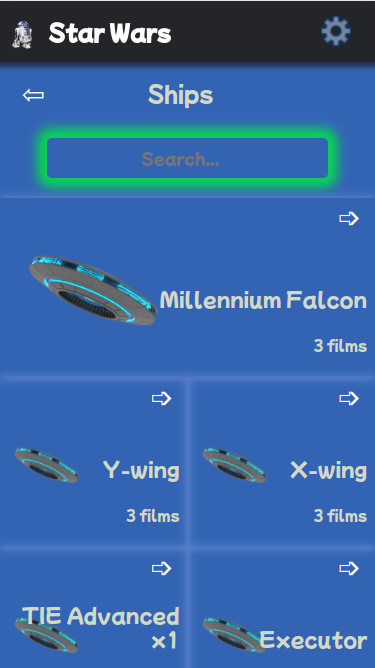 Star Wars
Ships
Search...
Millennium Falcon
3 films
Y-wing
3 films
X-wing
3 films
TIE Advanced
x1
Executor